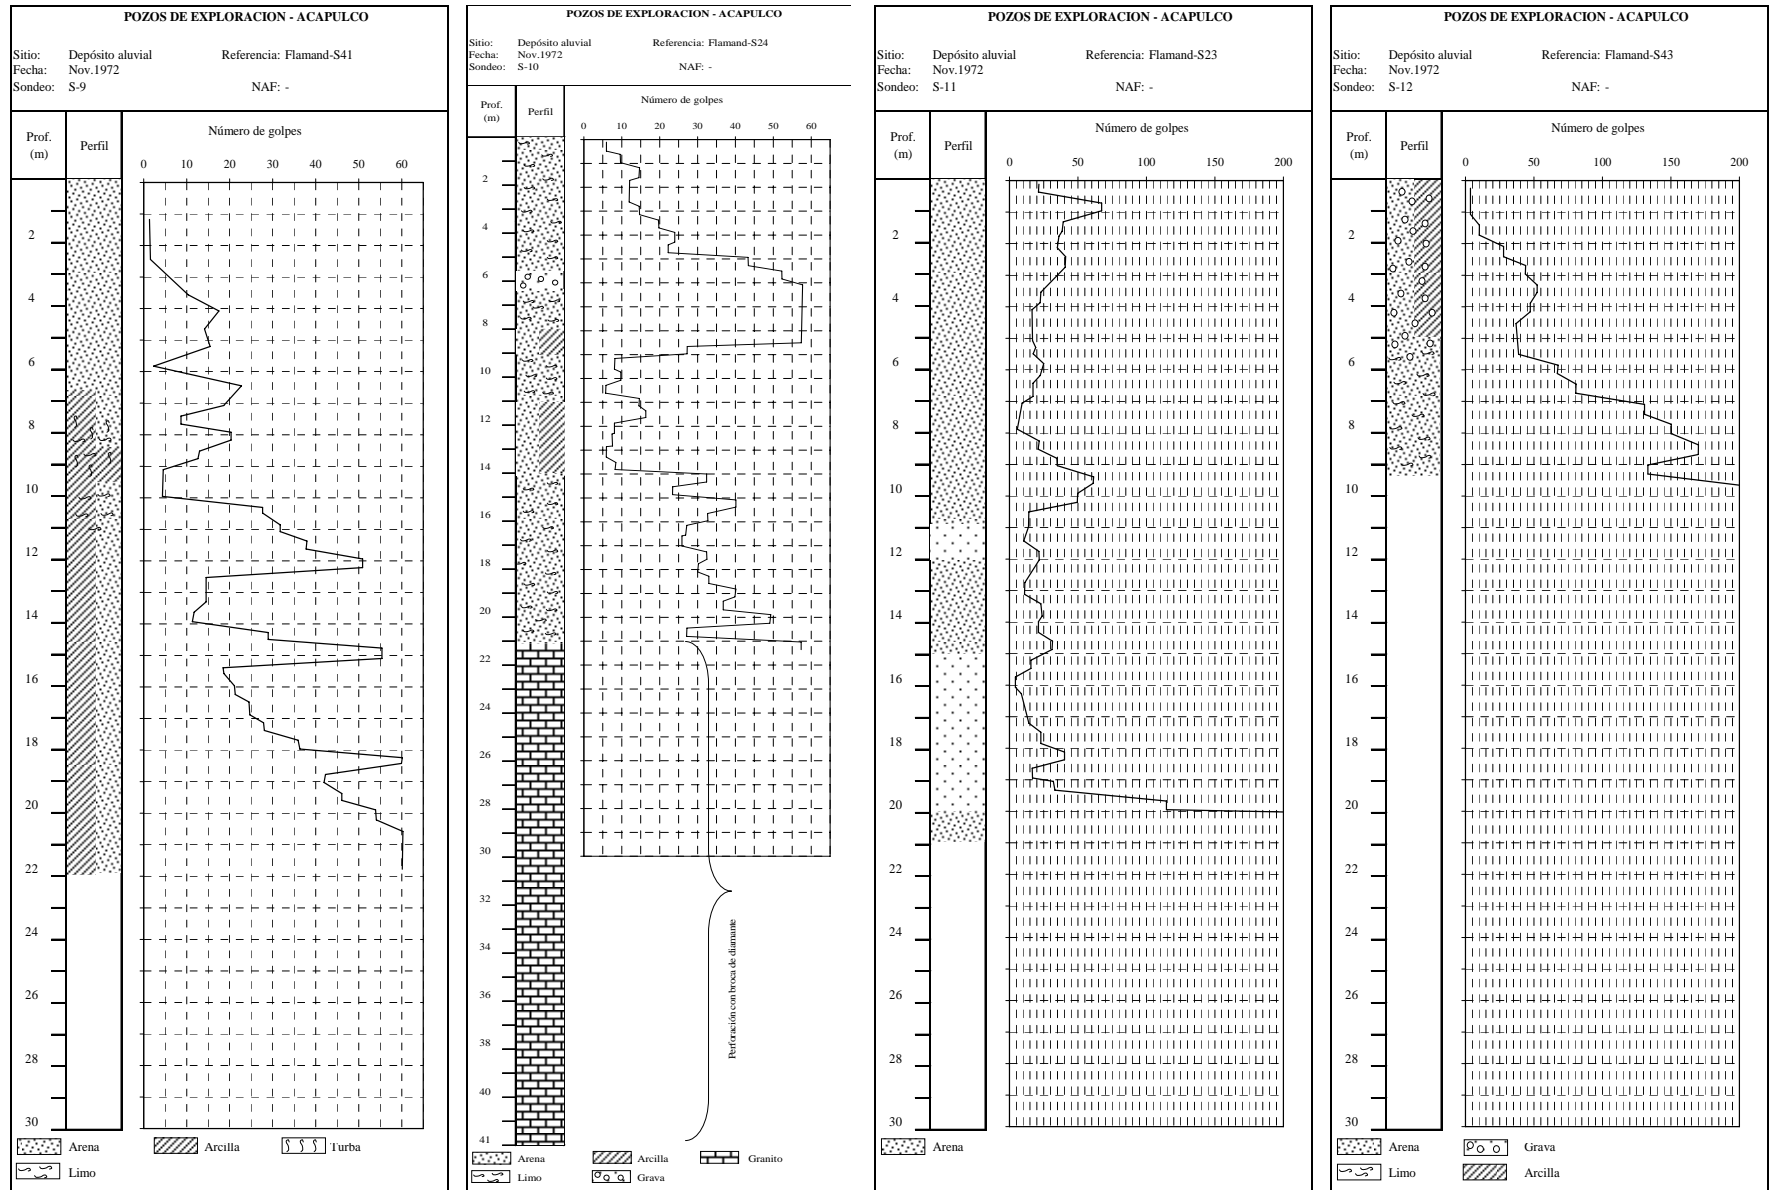 POZOS DE EXPLORACION - ACAPULCO
Sitio: Depósito aluvial Referencia: Flamand-S41
Fecha: Nov.1972
Sondeo: S-9 NAF: -
Prof. (m) Perfil Número de golpes
0 10 20 30 40 50 60
2
4
6
8
10
12
14
16
18
20
22
24
26
28
30
Arena Arcilla Turba
Limo
POZOS DE EXPLORACION - ACAPULCO
Sitio: Depósito aluvial Referencia: Flamand-S24
Fecha: Nov.1972
Sondeo: S-10 NAF: -
Prof. (m) Perfil Número de golpes
0 10 20 30 40 50 60
2
4
6
8
10
12
14
16
18
20
22
24
26
28
30
32
34
36
38
40
41
Perforación con broca de diamante
Arena Arcilla Granito
Limo Grava
POZOS DE EXPLORACION - ACAPULCO
Sitio: Depósito aluvial Referencia: Flamand-S23
Fecha: Nov.1972
Sondeo: S-11 NAF: -
Prof. (m) Perfil Número de golpes
0 50 100 150 200
2
4
6
8
10
12
14
16
18
20
22
24
26
28
30
Arena
POZOS DE EXPLORACION - ACAPULCO
Sitio: Depósito aluvial Referencia: Flamand-S43
Fecha: Nov.1972
Sondeo: S-12 NAF: -
Prof. (m) Perfil Número de golpes
0 50 100 150 200
2
4
6
8
10
12
14
16
18
20
22
24
26
28
30
Arena Grava
Limo Arcilla